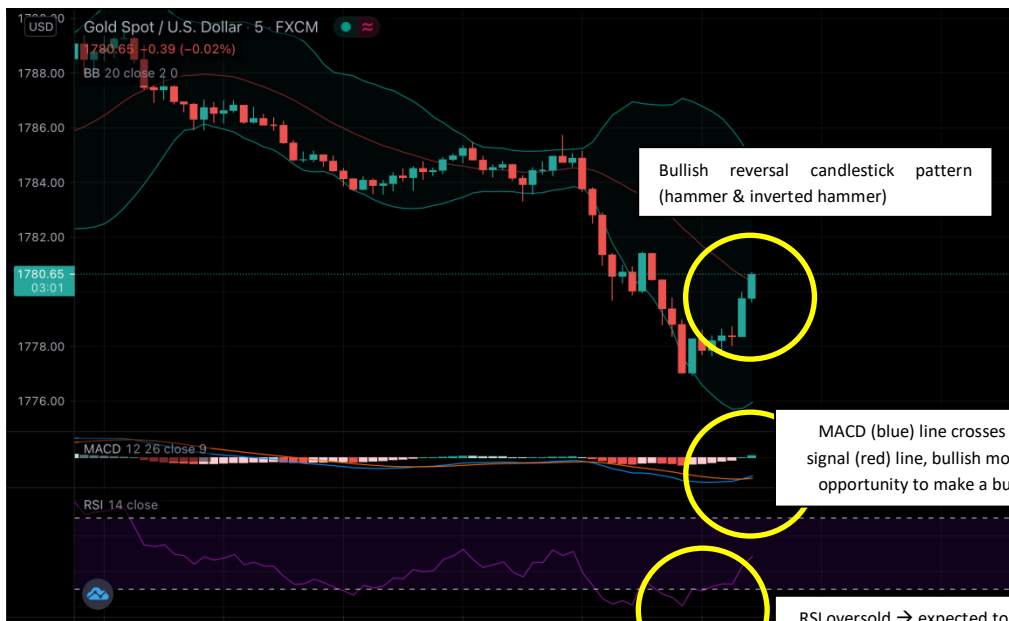 USD
Gold Spot / U.S. Dollar · 5 · FXCM
1780.65 −0.39 (−0.02%)
BB 20 close 2 0
1788.00
1786.00
1784.00
1782.00
1780.65
03:01
1778.00
1776.00
Bullish reversal candlestick pattern
(hammer & inverted hammer)
MACD 12 26 close 9
MACD (blue) line crosses
signal (red) line, bullish mo
opportunity to make a bu
RSI 14 close
RSI oversold → expected to